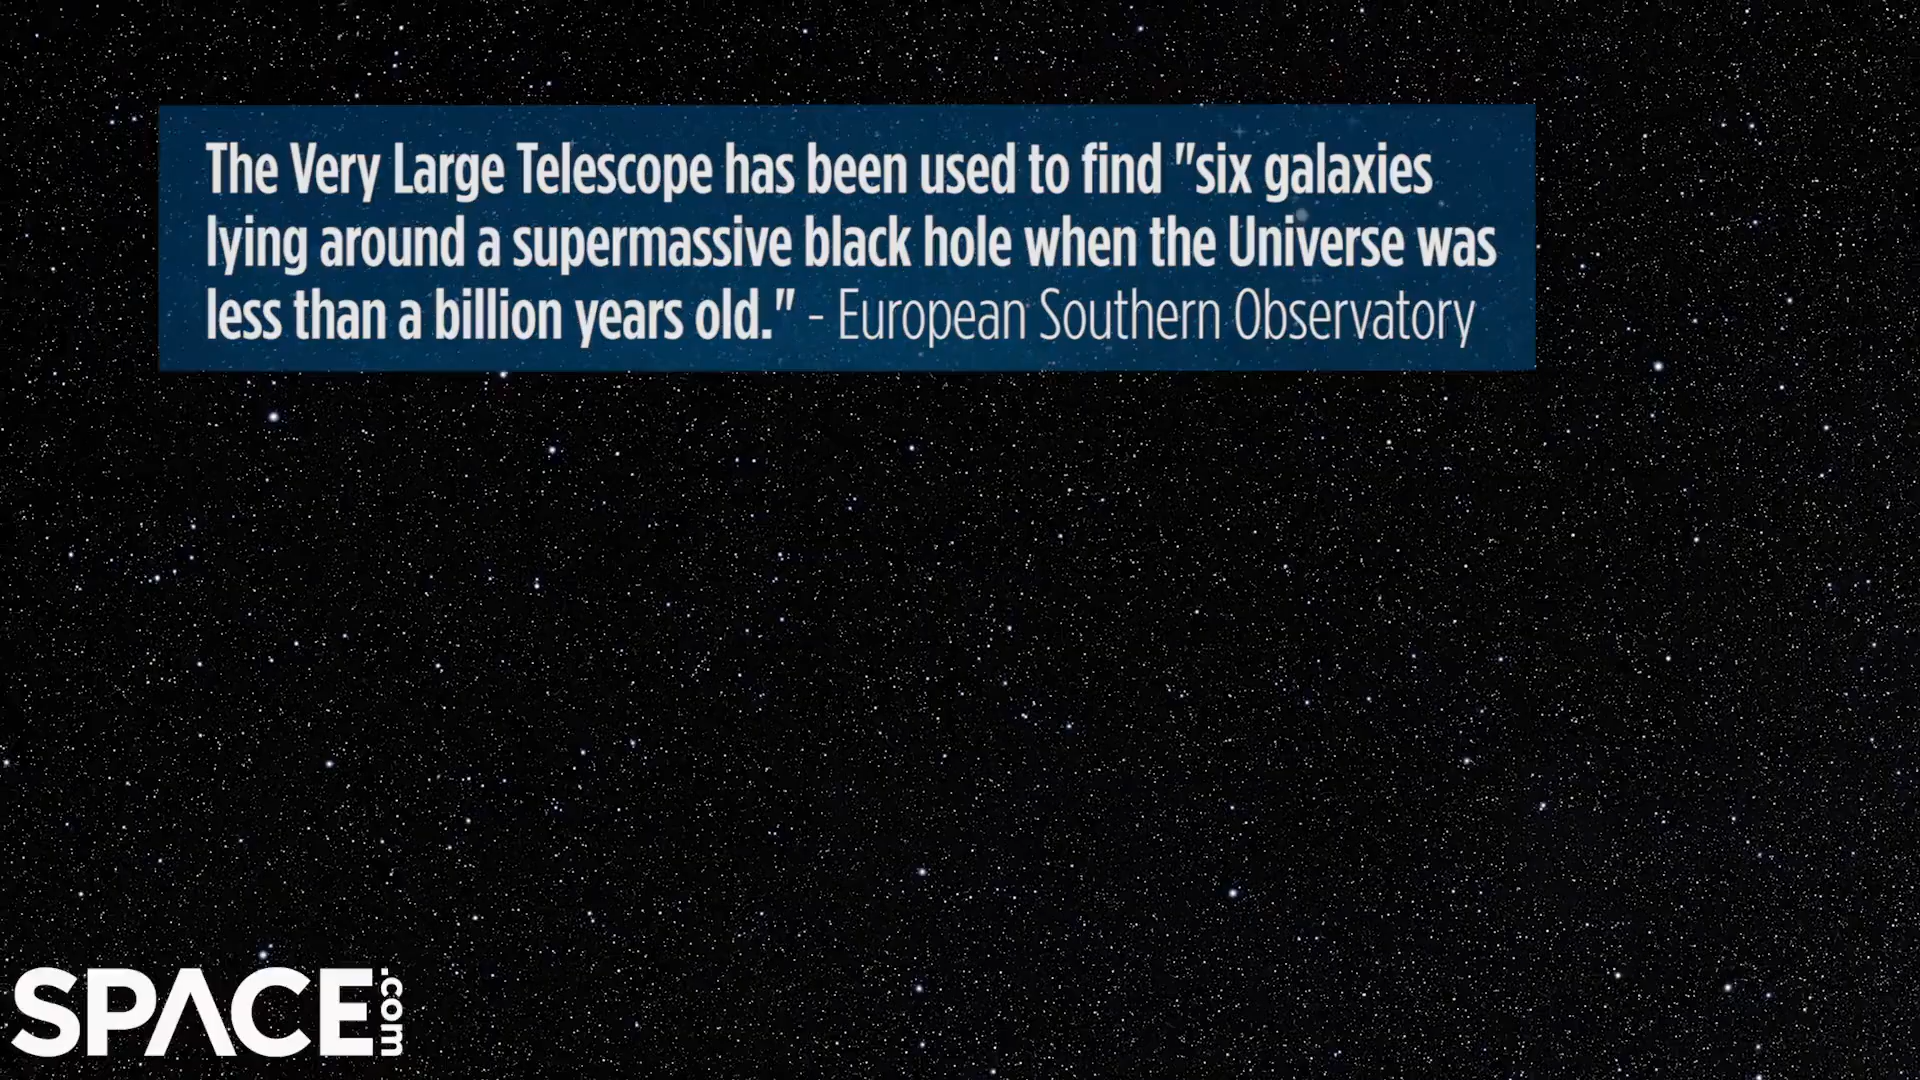 The Very Large Telescope has been used to find "six galaxies
lying around a supermassive black hole when the Universe was
less than a billion years old." - European Southern Observatory
SPACE.com